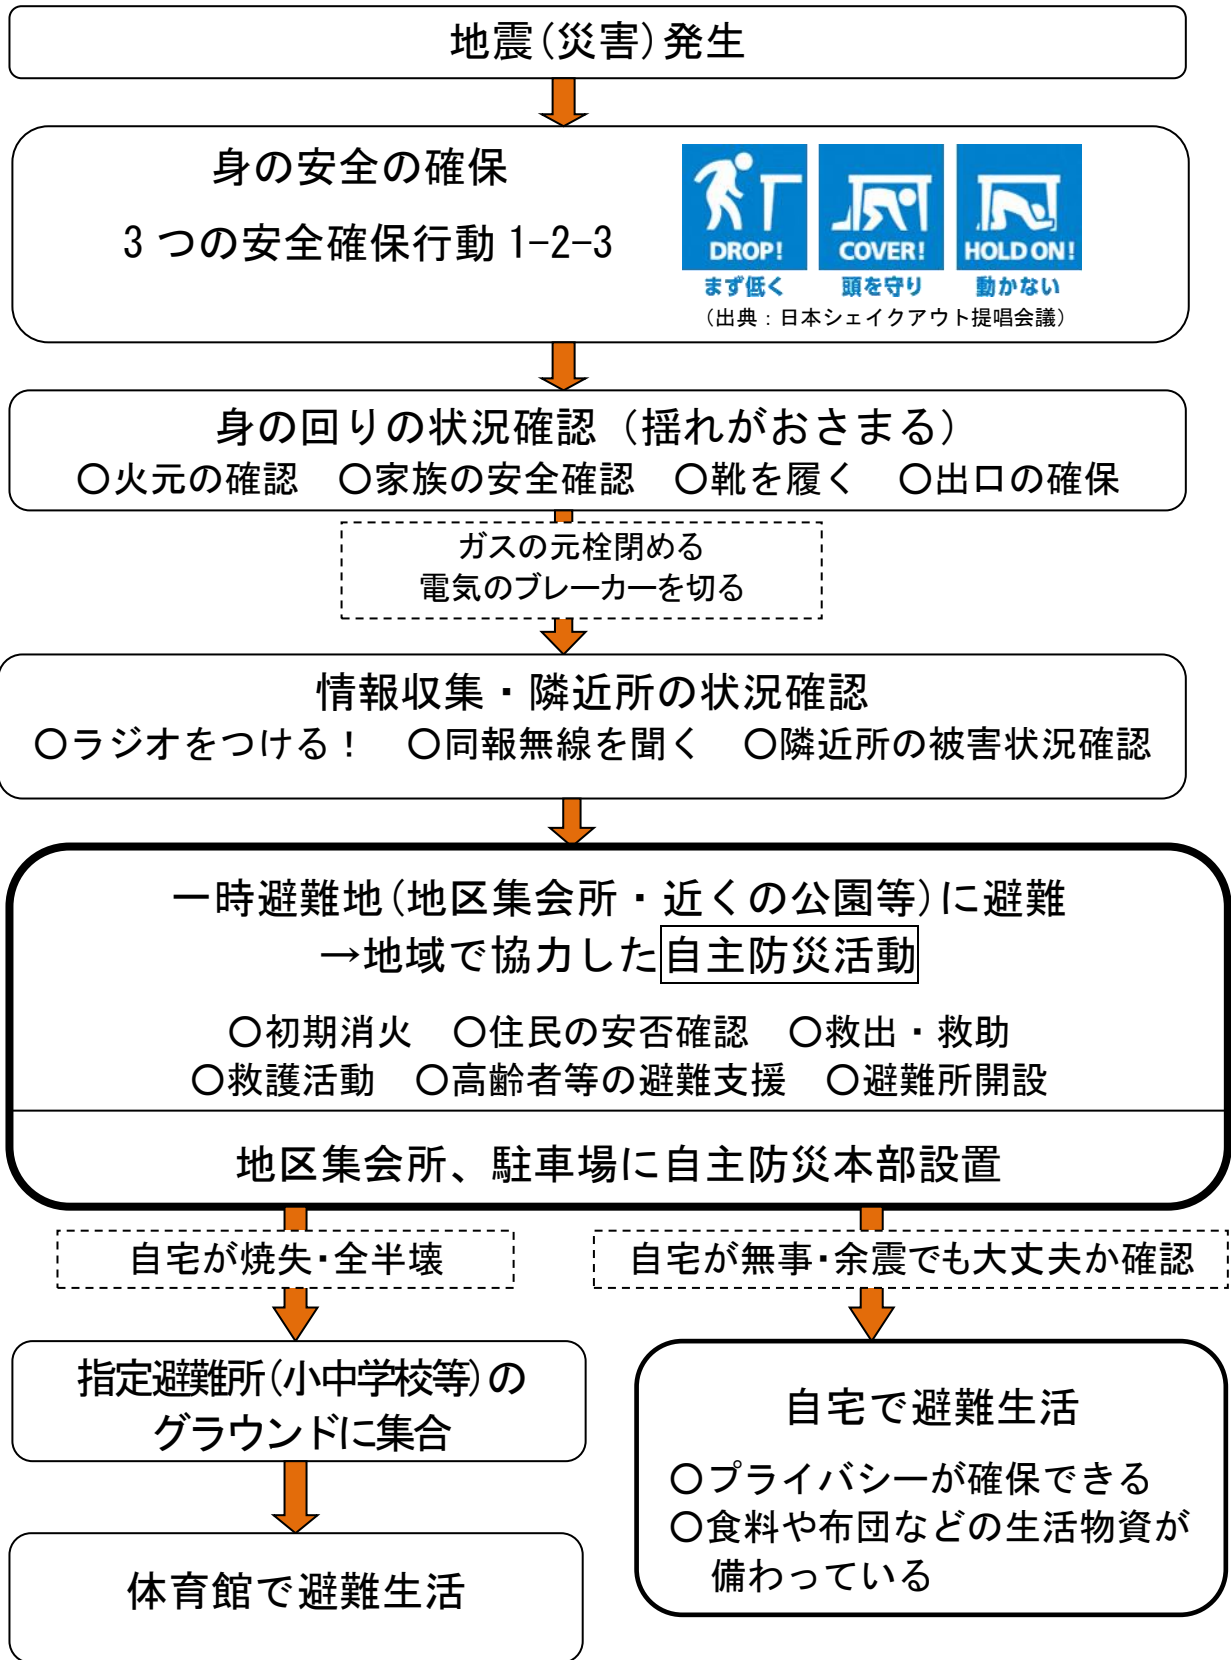 地震(災害)発生
身の安全の確保
3つの安全確保行動1-2-3
DROP! COVER! HOLD ON!
まず低く 頭を守り 動かない
（出典：日本シェイクアウト提唱会議）
身の回りの状況確認（揺れがおさまる）
○火元の確認　○家族の安全確認　○靴を履く　○出口の確保
ガスの元栓閉める
電気のブレーカーを切る
情報収集・隣近所の状況確認
○ラジオをつける！　○同報無線を聞く　○隣近所の被害状況確認
一時避難地(地区集会所・近くの公園等)に避難
→地域で協力した自主防災活動
○初期消火　○住民の安否確認　○救出・救助
○救護活動　○高齢者等の避難支援　○避難所開設
地区集会所、駐車場に自主防災本部設置
自宅が焼失・全半壊
自宅が無事・余震でも大丈夫か確認
指定避難所(小中学校等)の
グラウンドに集合
体育館で避難生活
自宅で避難生活
○プライバシーが確保できる
○食料や布団などの生活物資が
備わっている